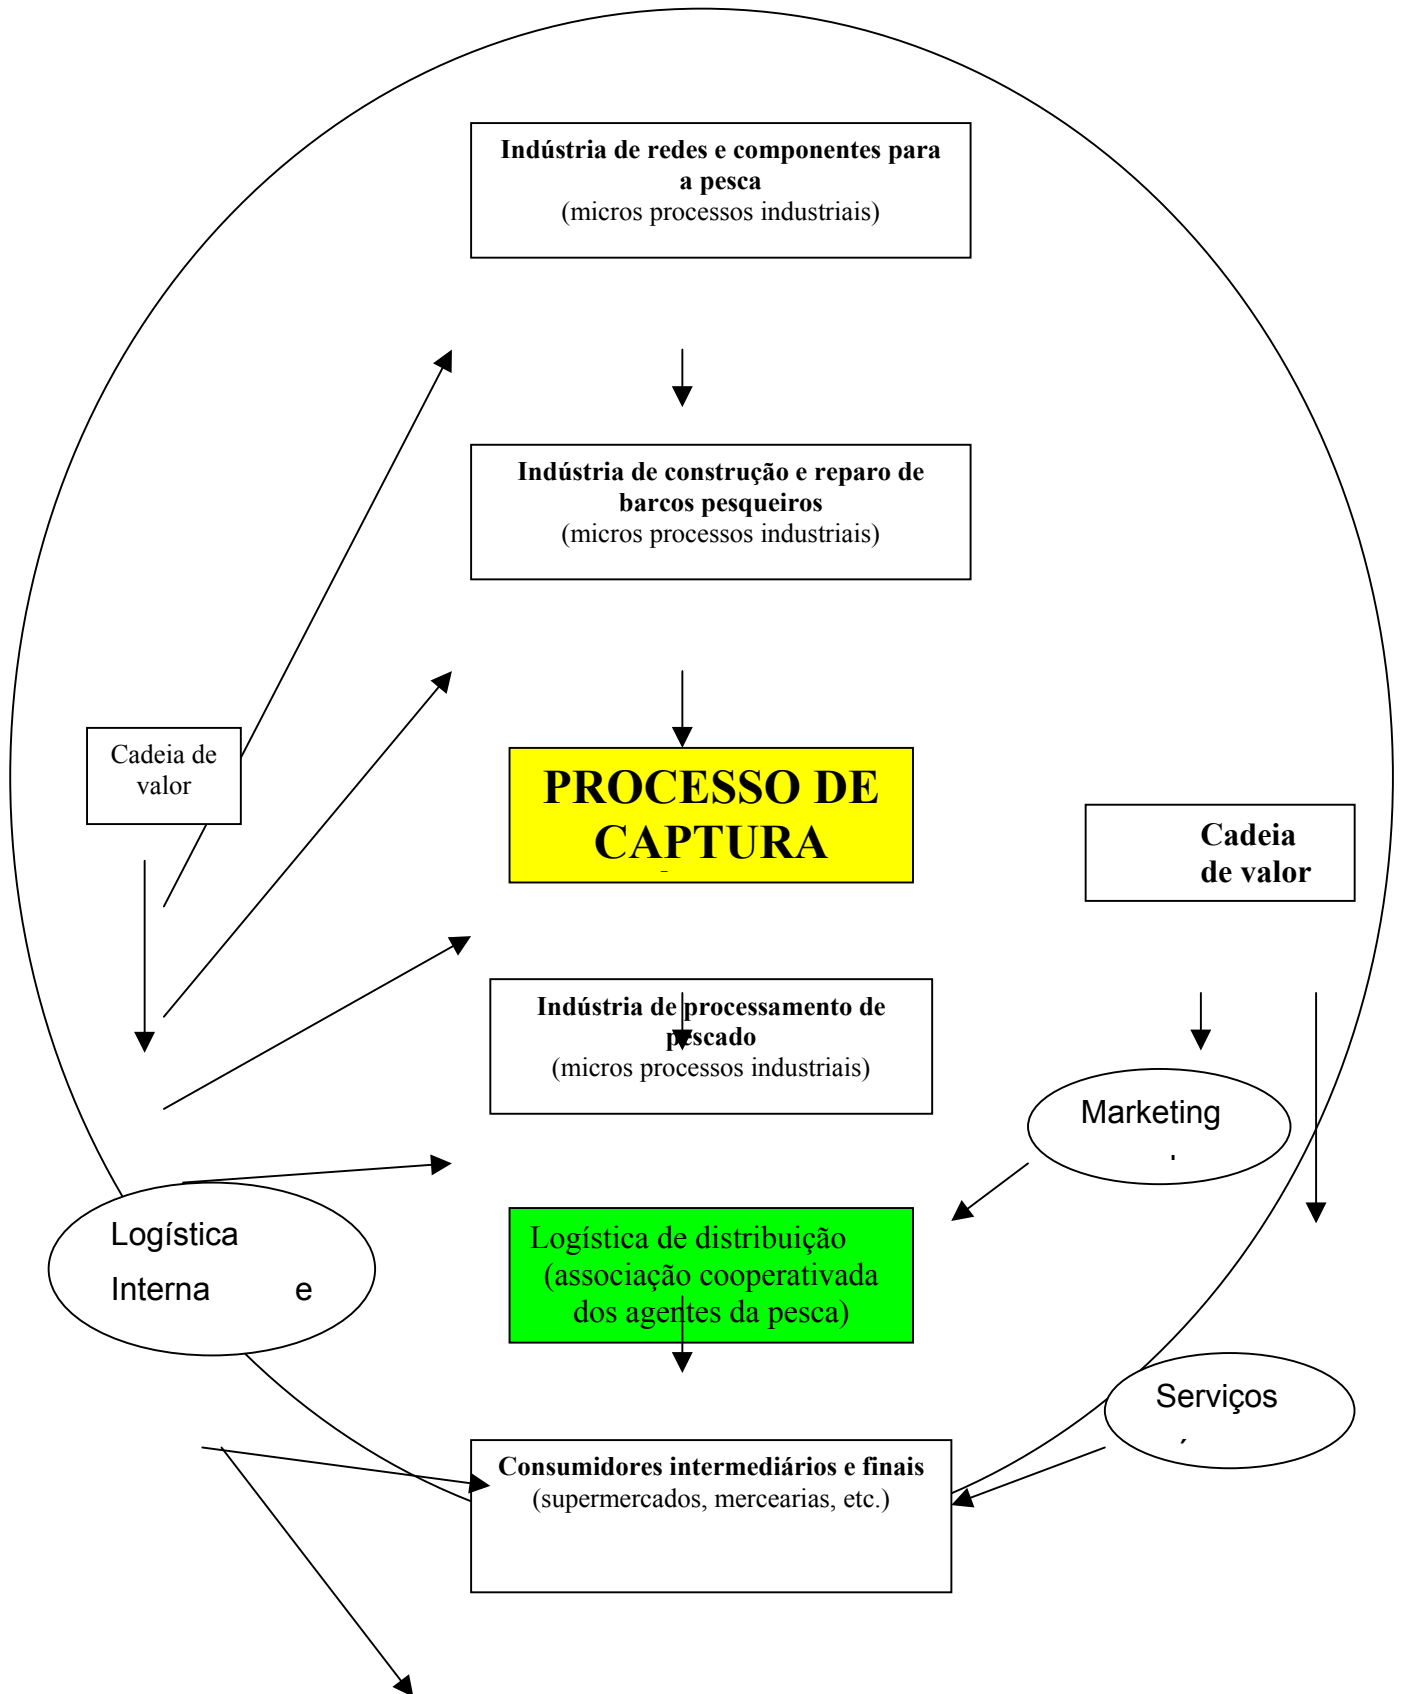 Indústria de redes e componentes para
a pesca
(micros processos industriais)
Indústria de construção e reparo de
barcos pesqueiros
(micros processos industriais)
Cadeia de
valor
PROCESSO DE
CAPTURA
Cadeia
de valor
Indústria de processamento de
pescado
(micros processos industriais)
Marketing
Logística
Interna e
Logística de distribuição
(associação cooperativada
dos agentes da pesca)
Serviços
Consumidores intermediários e finais
(supermercados, mercearias, etc.)